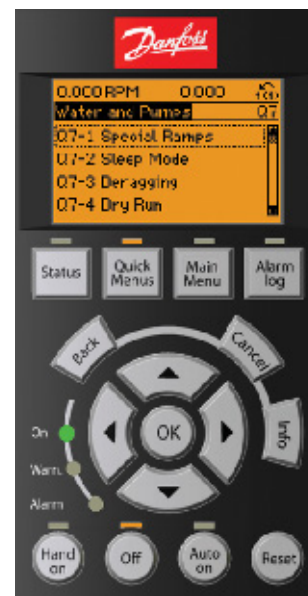 Danfoss
0.000 RPM 0.000
Water and Pumps Q7
Q7-1 Special Ramps
Q7-2 Sleep Mode
Q7-3 Deragging
Q7-4 Dry Run
Status Quick Menus Main Menu Alarm log
Back Cancel
OK Info
On
Warn.
Alarm
Hand on Off Auto on Reset